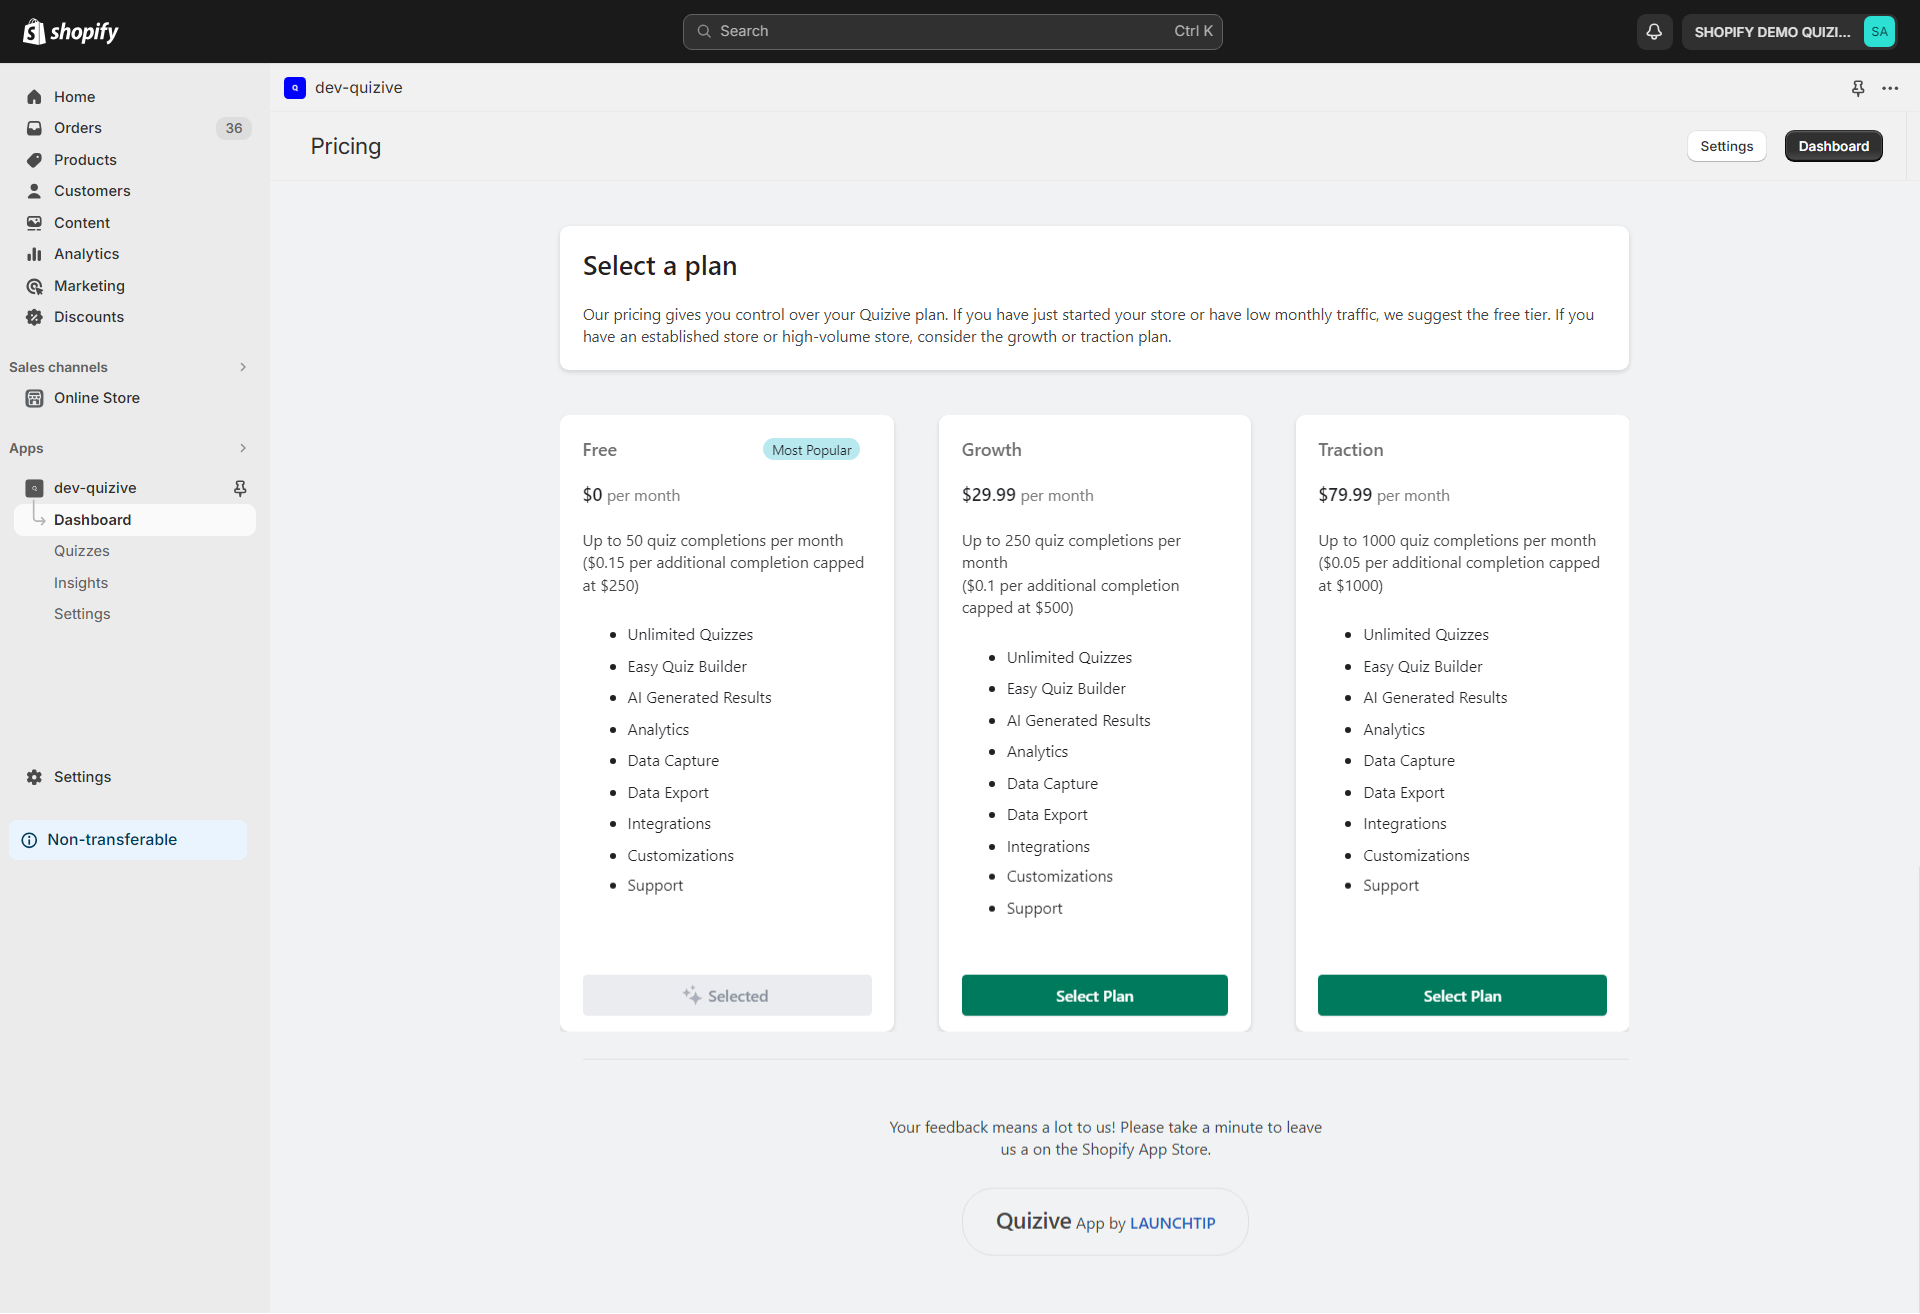 shopify
Search
Ctrl K
SHOPIFY DEMO QUIZI...
SA
Home
Orders
36
Products
Customers
Content
Analytics
Marketing
Discounts
Sales channels
Online Store
Apps
dev-quizive
Dashboard
Quizzes
Insights
Settings
Settings
Non-transferable
dev-quizive
Pricing
Settings
Dashboard
Select a plan
Our pricing gives you control over your Quizive plan. If you have just started your store or have low monthly traffic, we suggest the free tier. If you
have an established store or high-volume store, consider the growth or traction plan.
Free
Most Popular
$0 per month
Up to 50 quiz completions per month
($0.15 per additional completion capped
at $250)
Unlimited Quizzes
Easy Quiz Builder
AI Generated Results
Analytics
Data Capture
Data Export
Integrations
Customizations
Support
Selected
Growth
$29.99 per month
Up to 250 quiz completions per
month
($0.1 per additional completion
capped at $500)
Unlimited Quizzes
Easy Quiz Builder
AI Generated Results
Analytics
Data Capture
Data Export
Integrations
Customizations
Support
Select Plan
Traction
$79.99 per month
Up to 1000 quiz completions per month
($0.05 per additional completion capped
at $1000)
Unlimited Quizzes
Easy Quiz Builder
AI Generated Results
Analytics
Data Capture
Data Export
Integrations
Customizations
Support
Select Plan
Your feedback means a lot to us! Please take a minute to leave
us a on the Shopify App Store.
Quizive App by LAUNCHTIP